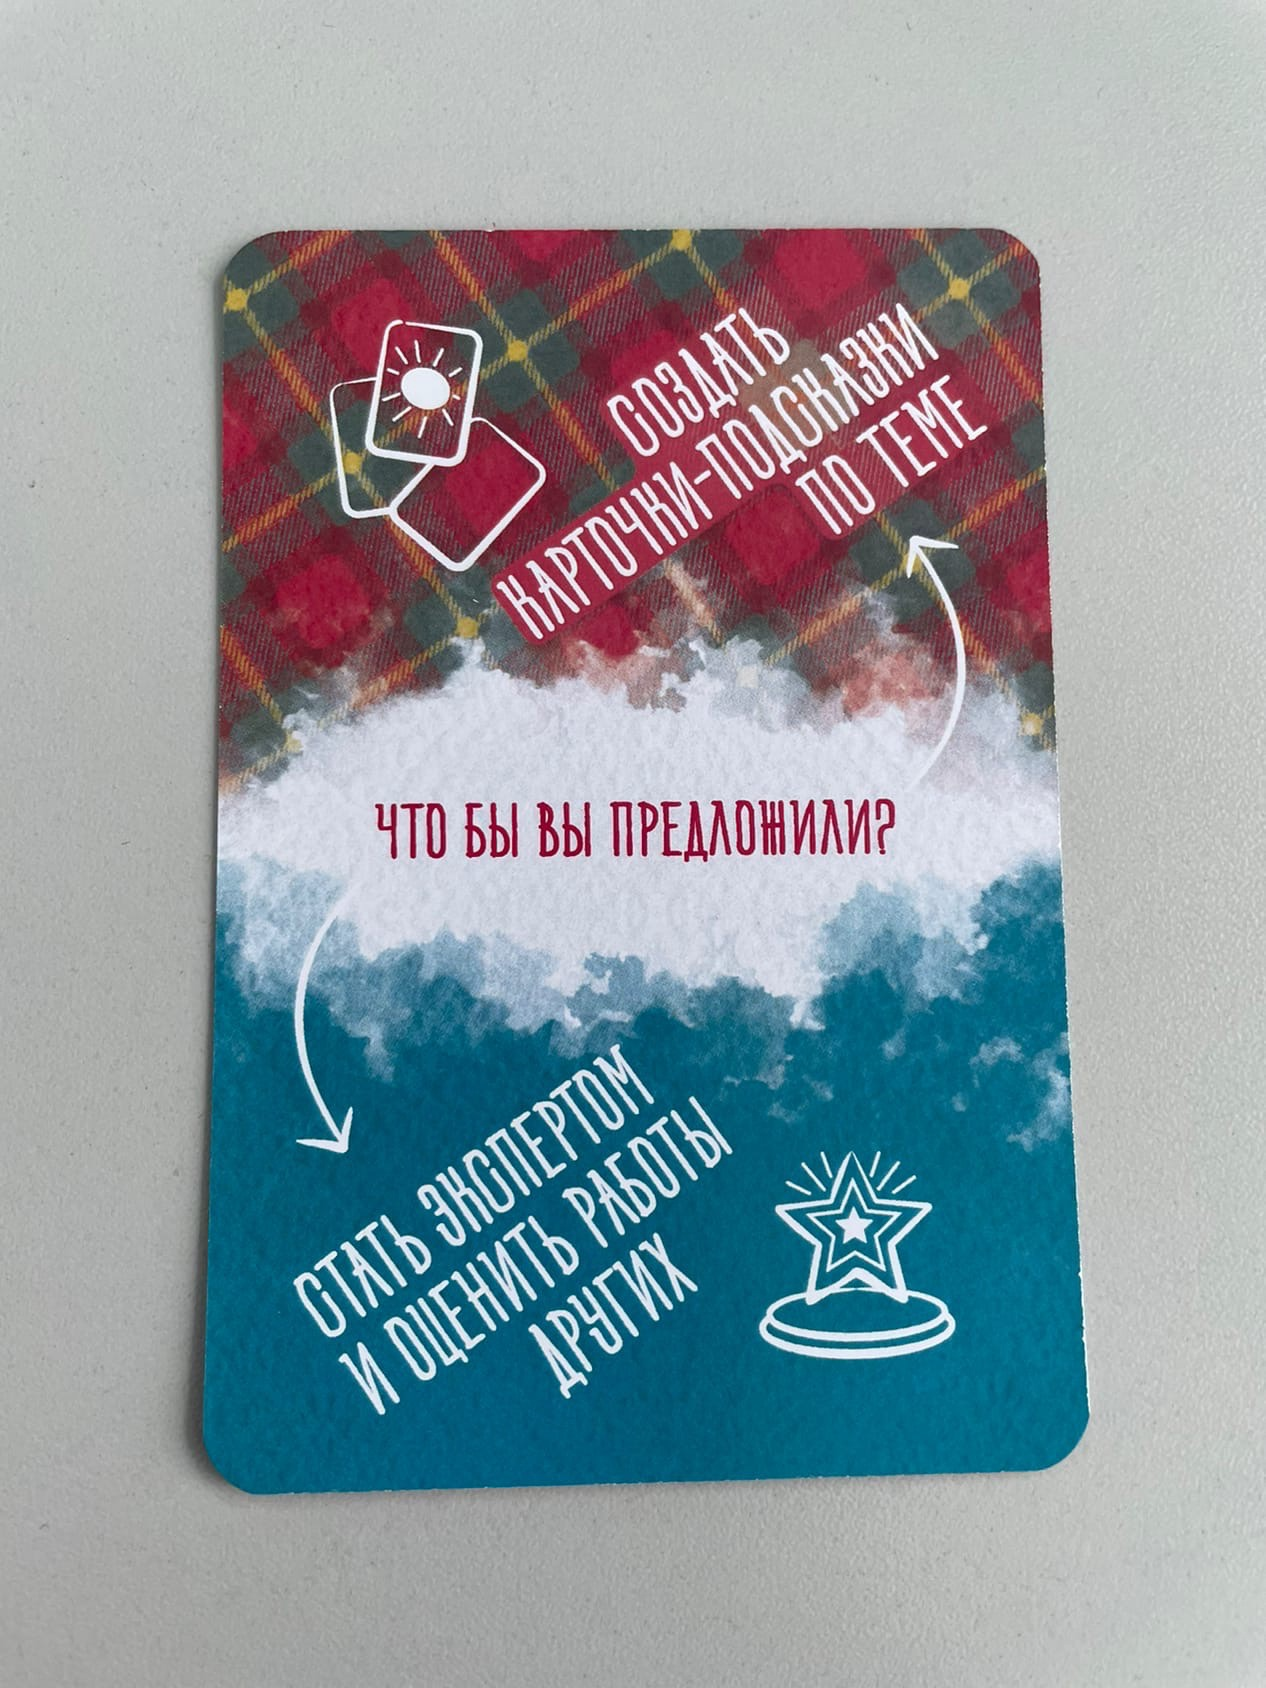 СОЗДАТЬ
КАРТОЧКИ-ПОДСКАЗКИ
ПО ТЕМЕ
ЧТО БЫ ВЫ ПРЕДЛОЖИЛИ?
СТАТЬ ЭКСПЕРТОМ
И ОЦЕНИТЬ РАБОТЫ
ДРУГИХ